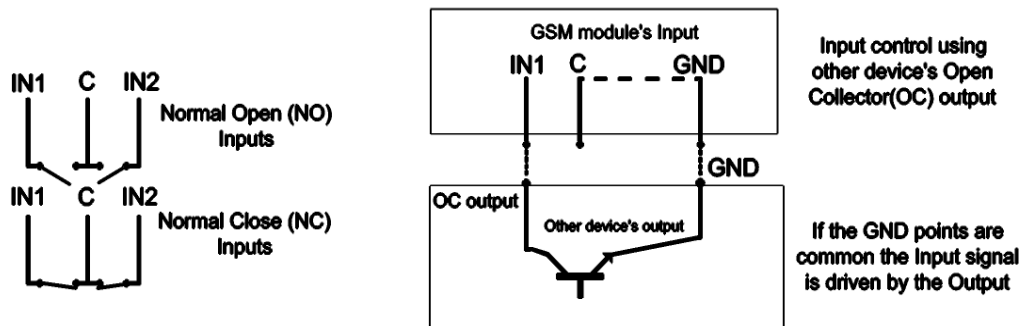 IN1 C IN2
Normal Open (NO)
Inputs
IN1 C IN2
Normal Close (NC)
Inputs
GSM module's Input
IN1 C GND
GND
OC output
Other device's output
Input control using
other device's Open
Collector(OC) output
If the GND points are
common the Input signal
is driven by the Output